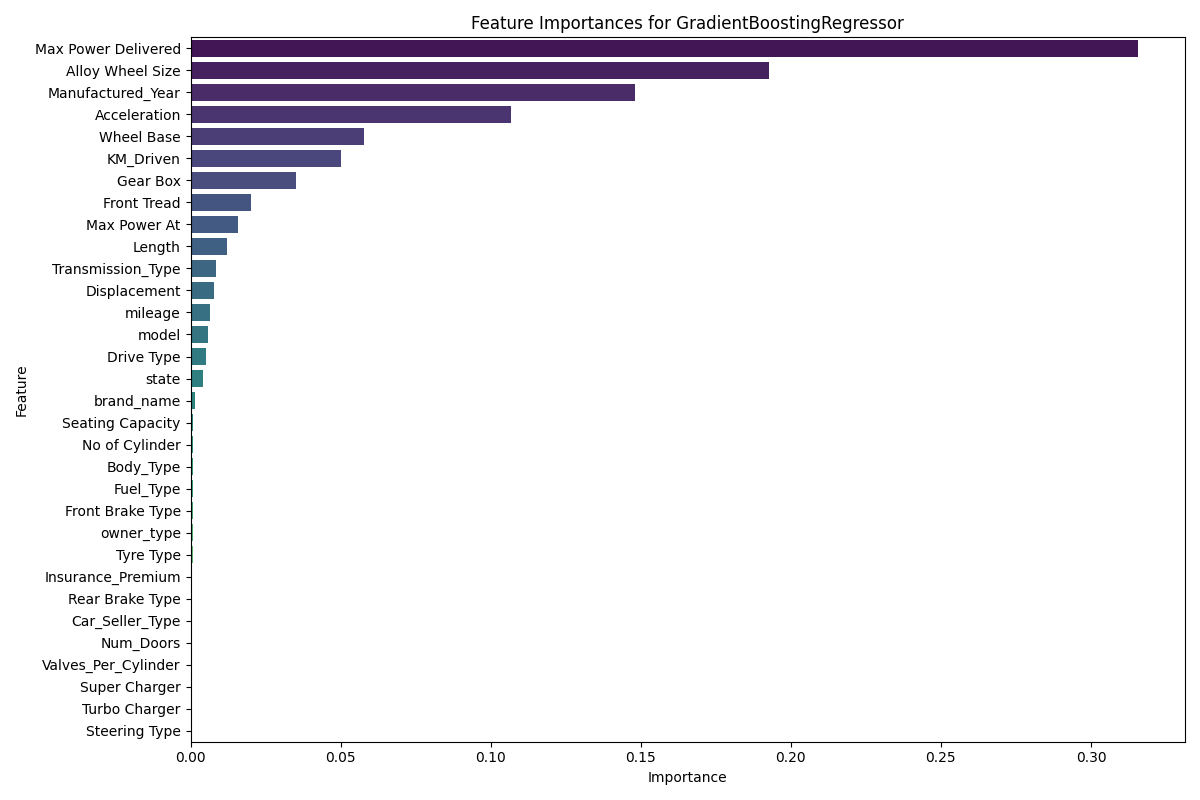 Feature Importances for GradientBoostingRegressor
Feature
Max Power Delivered
Alloy Wheel Size
Manufactured_Year
Acceleration
Wheel Base
KM_Driven
Gear Box
Front Tread
Max Power At
Length
Transmission_Type
Displacement
mileage
model
Drive Type
state
brand_name
Seating Capacity
No of Cylinder
Body_Type
Fuel_Type
Front Brake Type
owner_type
Tyre Type
Insurance_Premium
Rear Brake Type
Car_Seller_Type
Num_Doors
Valves_Per_Cylinder
Super Charger
Turbo Charger
Steering Type
0.00 0.05 0.10 0.15 0.20 0.25 0.30
Importance